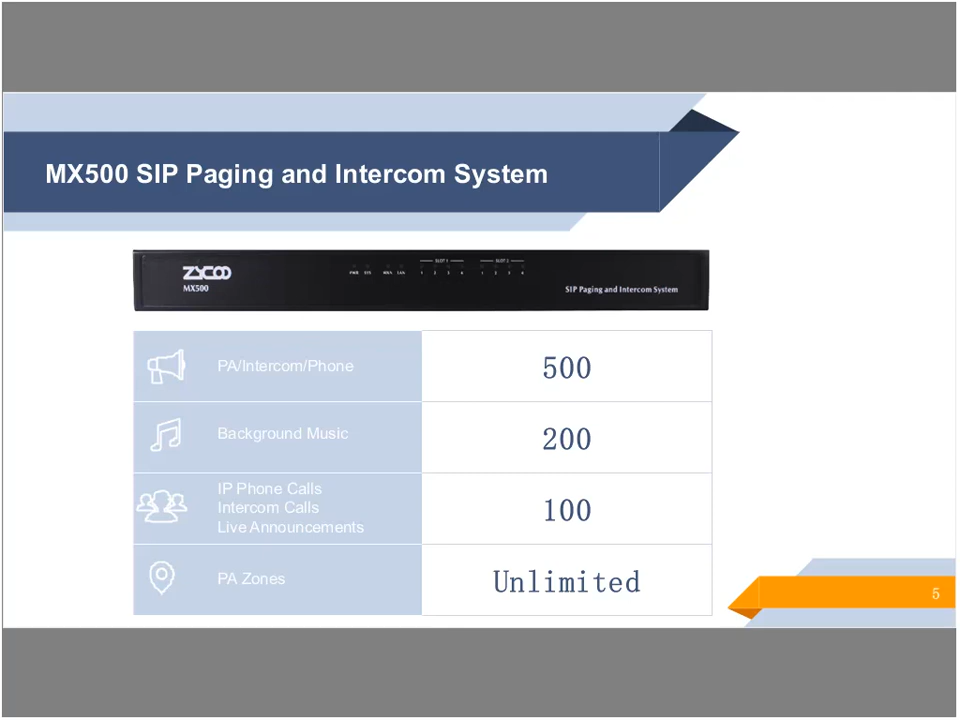 MX500 SIP Paging and Intercom System
ZYCOO
MX500
PWR SYS WAN LAN
SLOT 1
SLOT 2
1 2 3 4
1 2 3 4
SIP Paging and Intercom System
PA/Intercom/Phone
500
Background Music
200
IP Phone Calls
Intercom Calls
Live Announcements
100
PA Zones
Unlimited
5